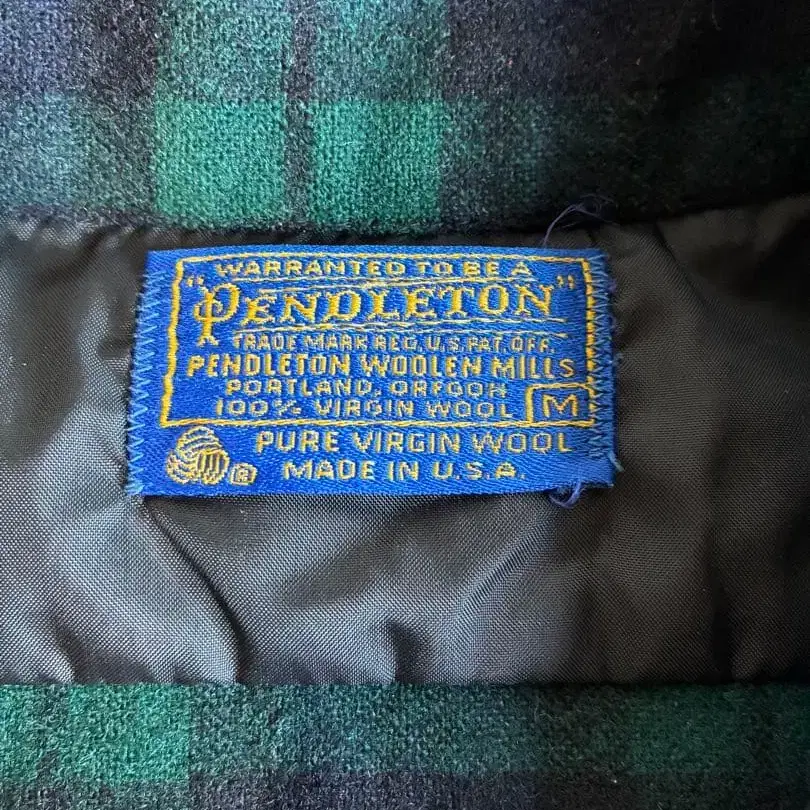 WARRANTED TO BE A
"PENDLETON"
TRADE MARK REG. U.S. PAT. OFF.
PENDLETON WOOLEN MILLS
PORTLAND, OREGON
100% VIRGIN WOOL M
® PURE VIRGIN WOOL
MADE IN U.S.A.